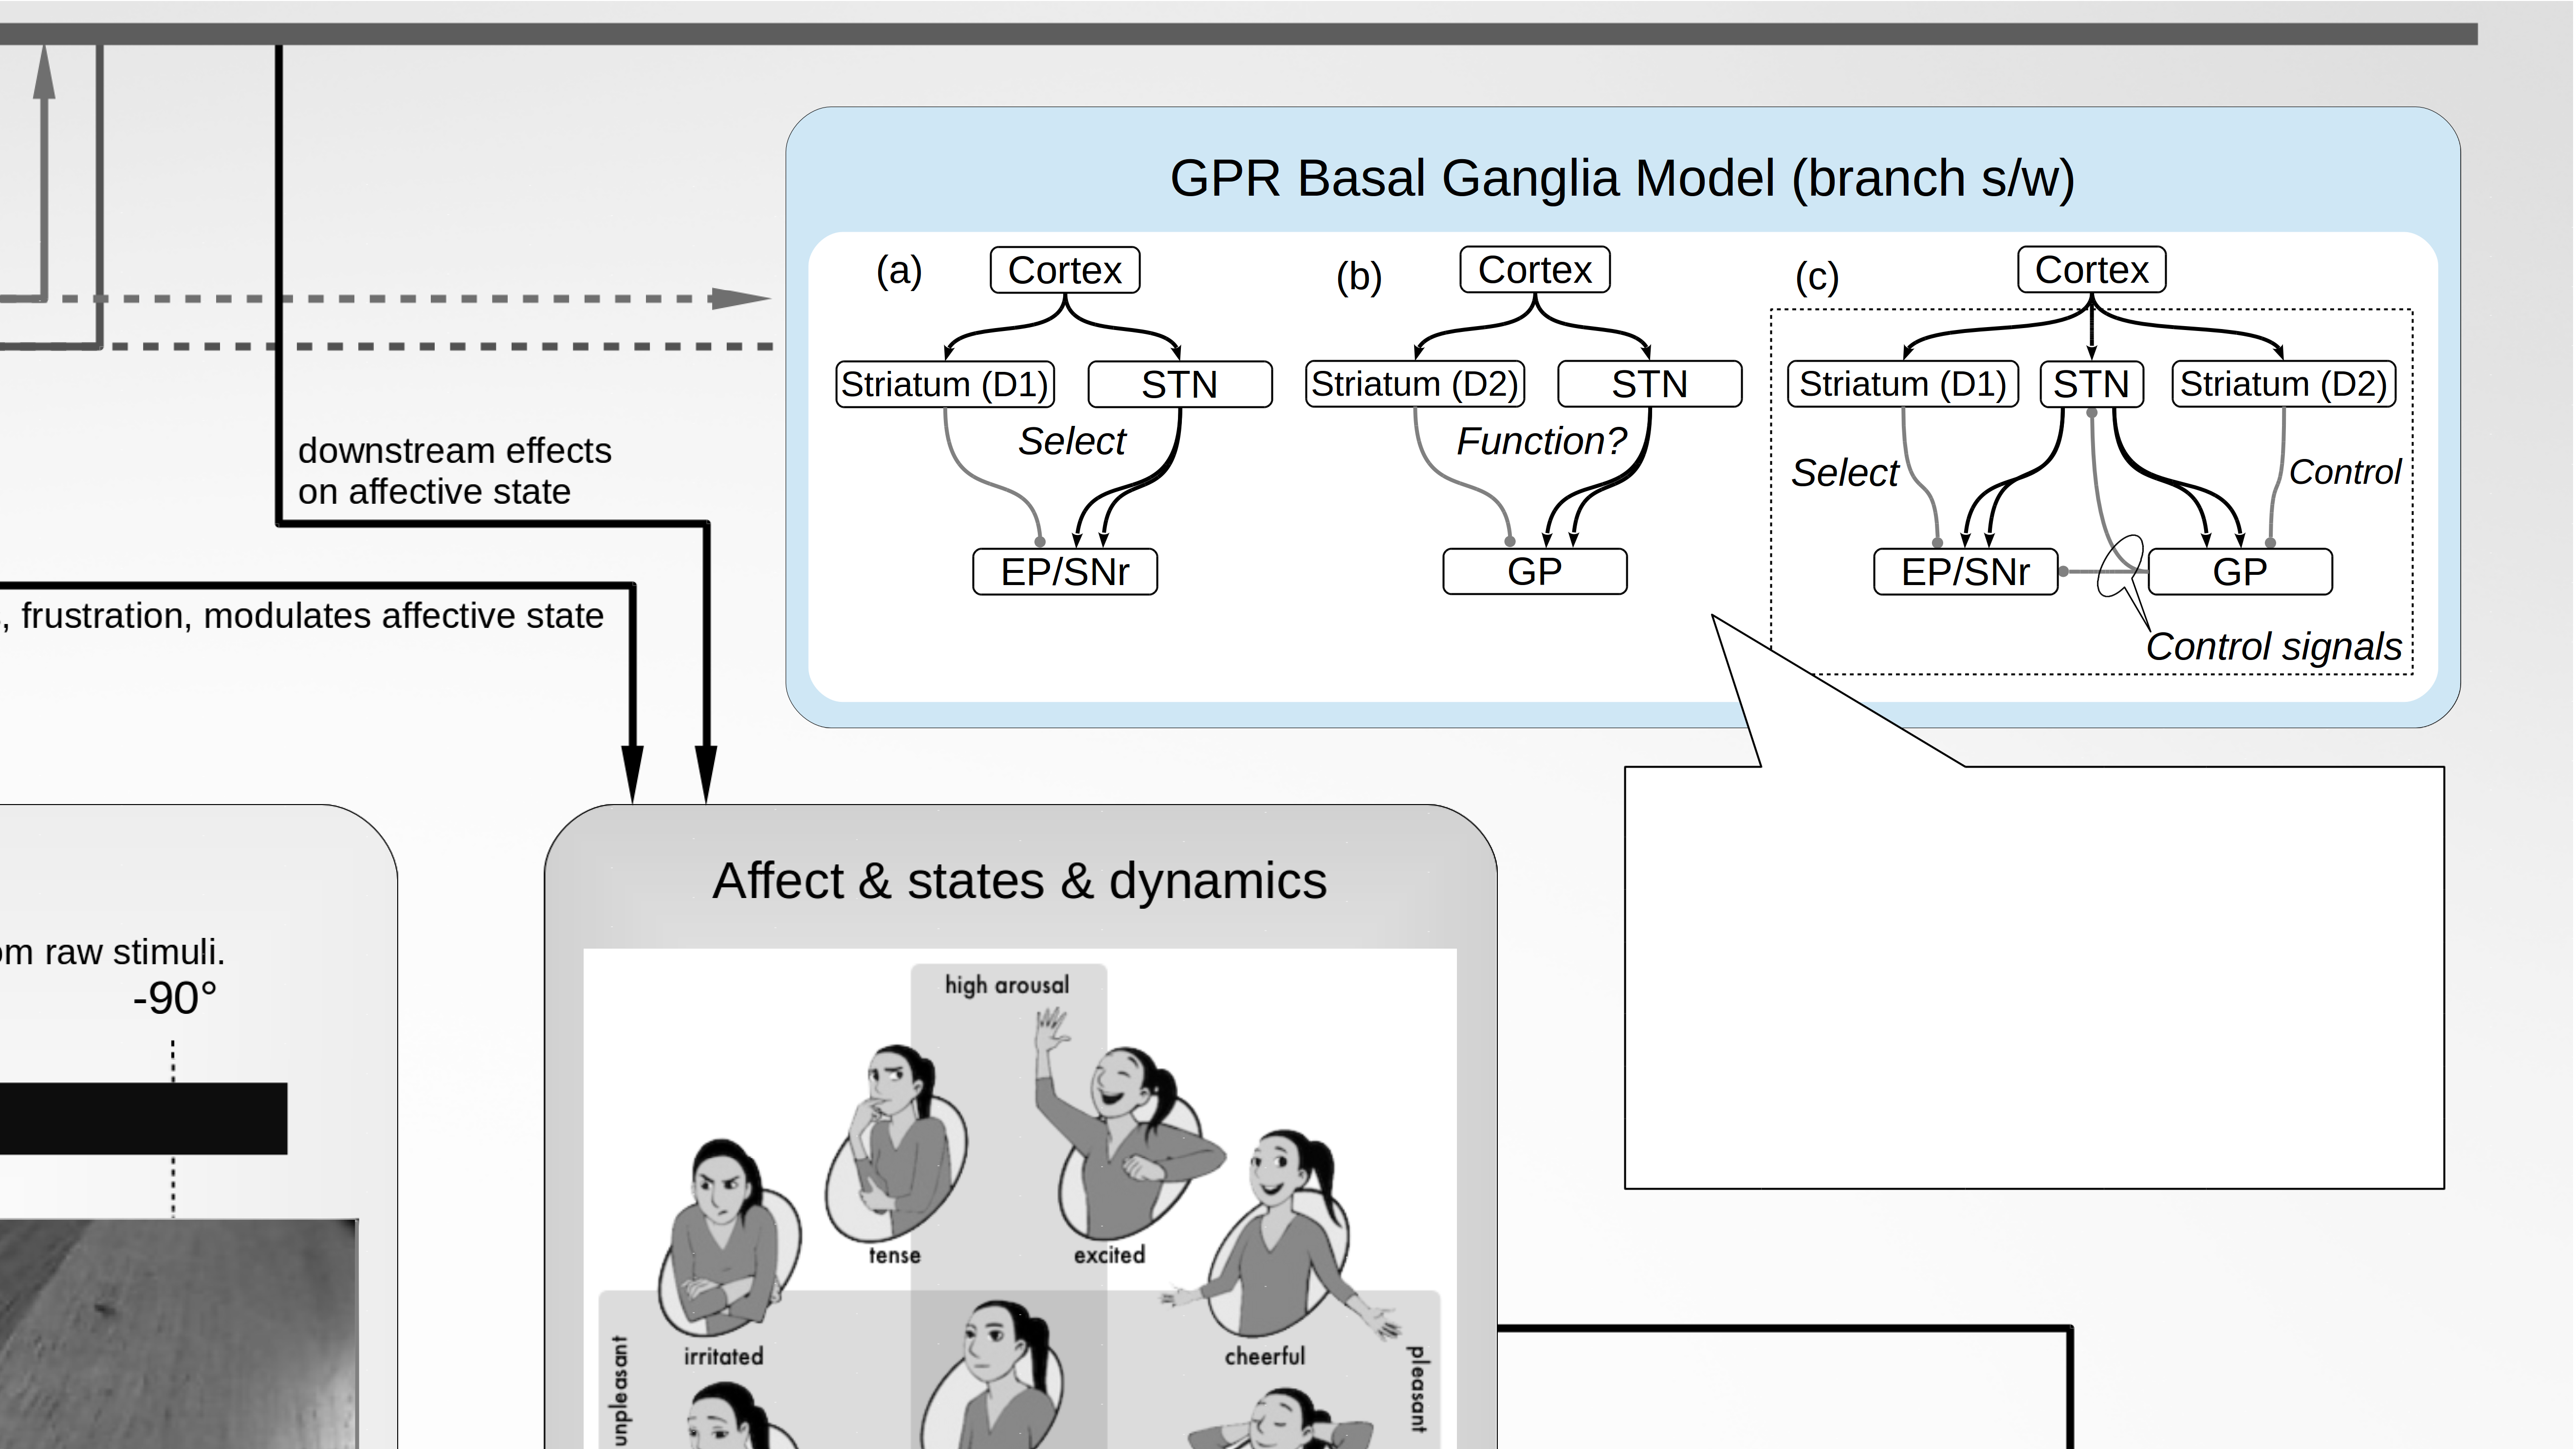 GPR Basal Ganglia Model (branch s/w)
(a)
Cortex
Striatum (D1)
STN
Select
EP/SNr
(b)
Cortex
Striatum (D2)
STN
Function?
GP
(c)
Cortex
Striatum (D1)
STN
Striatum (D2)
Select
Control
EP/SNr
GP
Control signals
downstream effects
on affective state
, frustration, modulates affective state
Affect & states & dynamics
high arousal
tense
excited
irritated
cheerful
unpleasant
pleasant
raw stimuli.
-90°